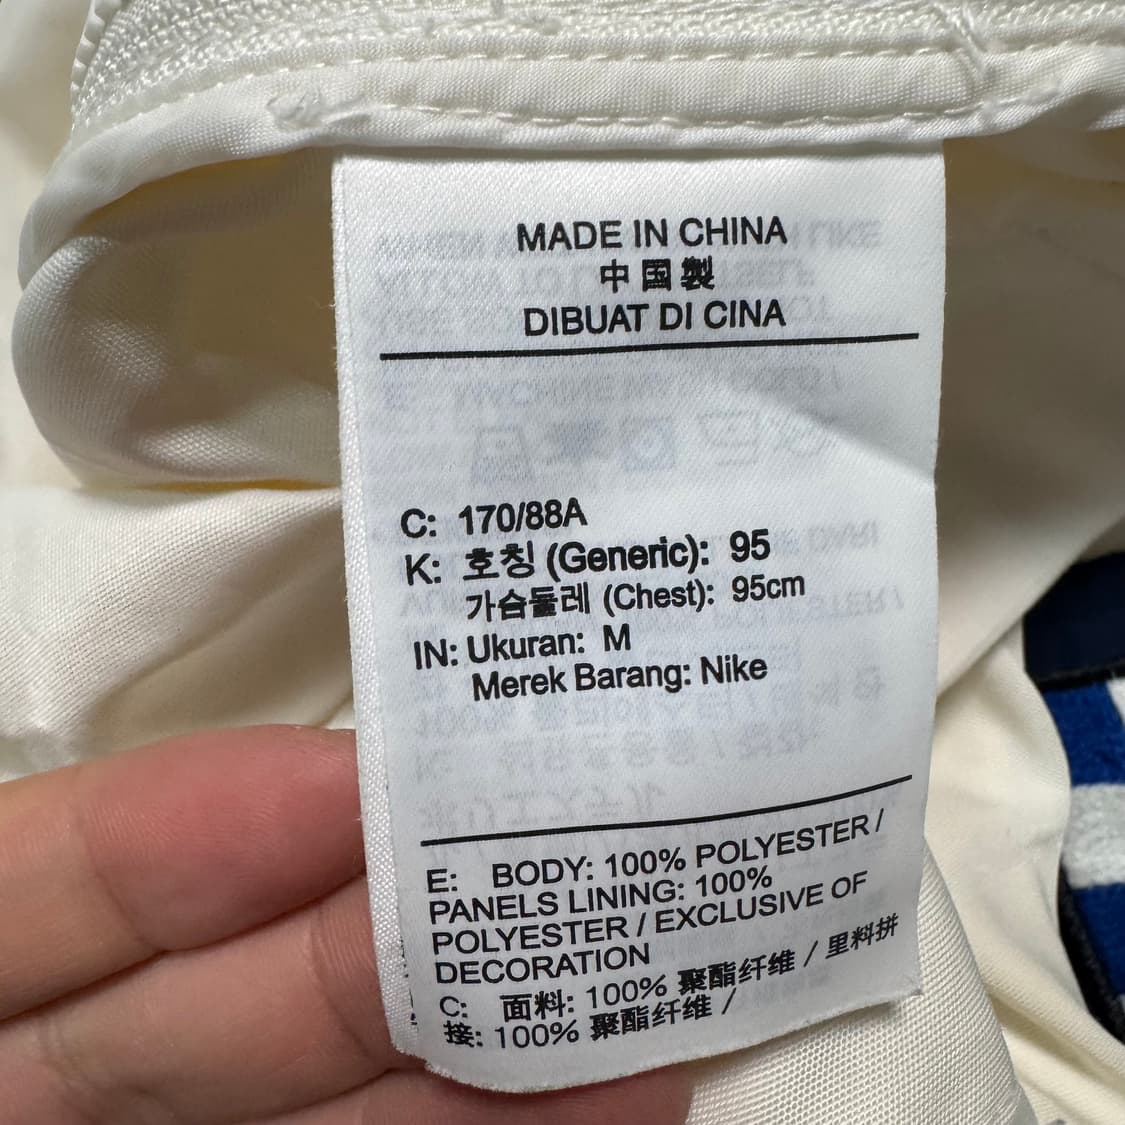 MADE IN CHINA
中国製
DIBUAT DI CINA
C: 170/88A
K: 호칭 (Generic): 95
가슴둘레 (Chest): 95cm
IN: Ukuran: M
Merek Barang: Nike
E: BODY: 100% POLYESTER /
PANELS LINING: 100%
POLYESTER / EXCLUSIVE OF
DECORATION
C: 面料: 100% 聚酯纤维 / 里料拼
接: 100% 聚酯纤维 /